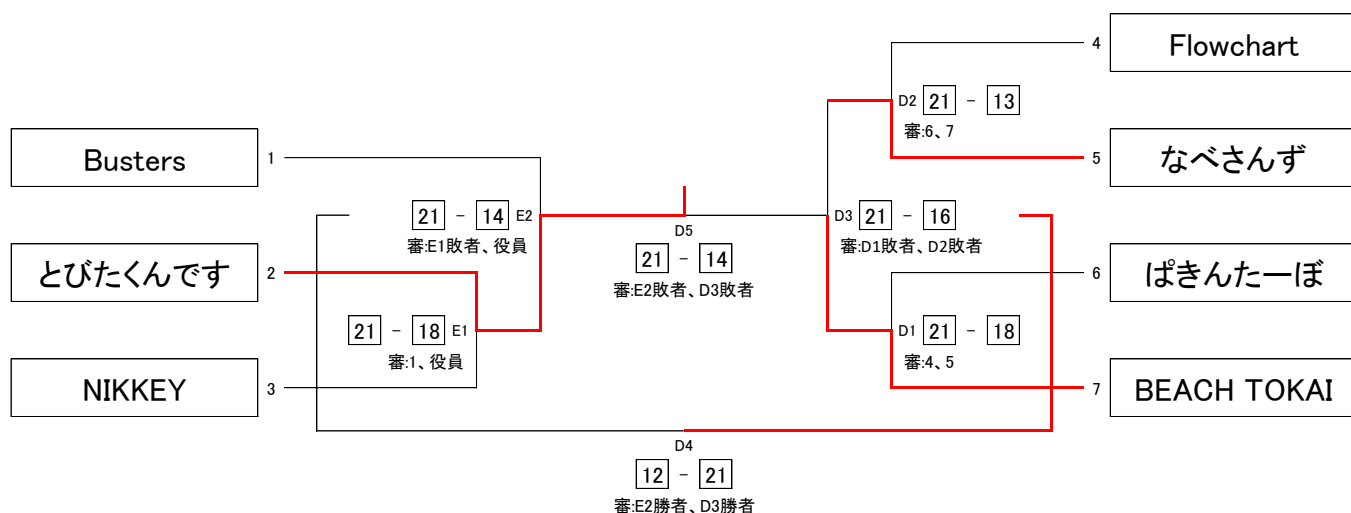 4 Flowchart
D2 21 - 13
審:6、7
Busters 1
5 なべさんず
21 - 14 E2
審:E1敗者、役員
D3 21 - 16
審:D1敗者、D2敗者
D5
21 - 14
審:E2敗者、D3敗者
とびたくんです 2
6 ぱきんたーぼ
21 - 18 E1
審:1、役員
D1 21 - 18
審:4、5
NIKKEY 3
7 BEACH TOKAI
D4
12 - 21
審:E2勝者、D3勝者